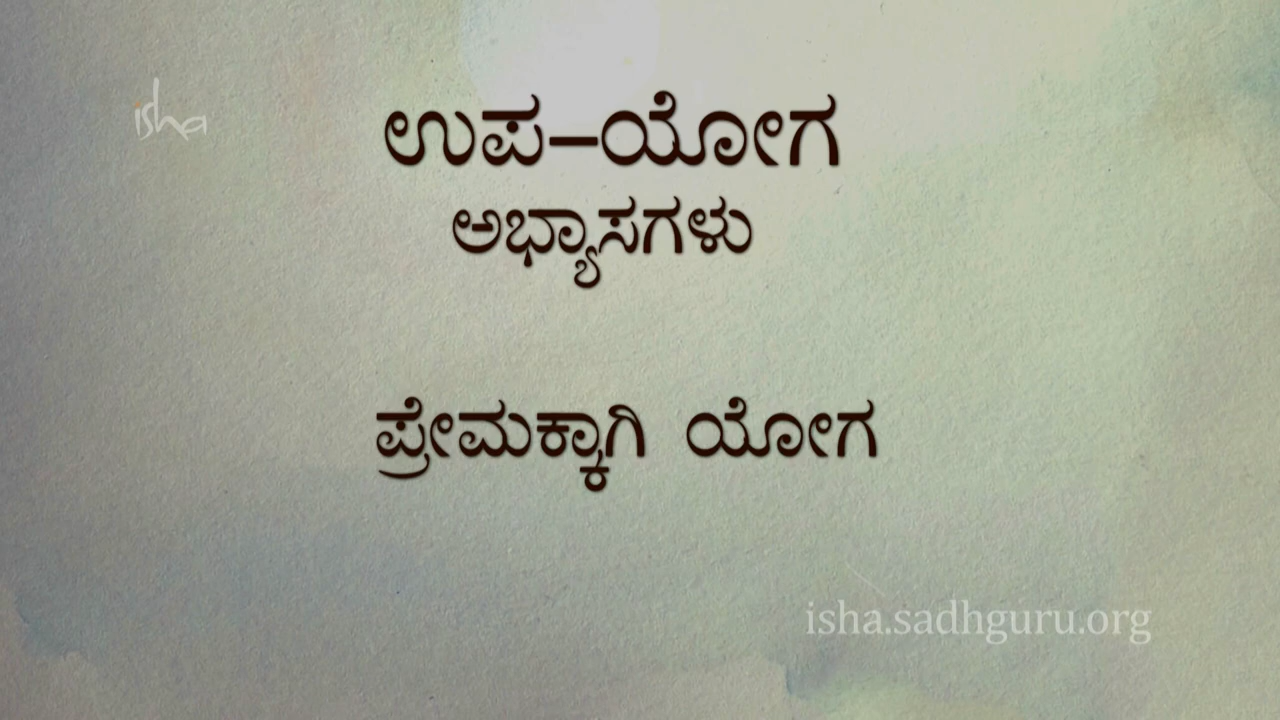 isha
ಉಪ–ಯೋಗ
ಅಭ್ಯಾಸಗಳು
ಪ್ರೇಮಕ್ಕಾಗಿ ಯೋಗ
isha.sadhguru.org